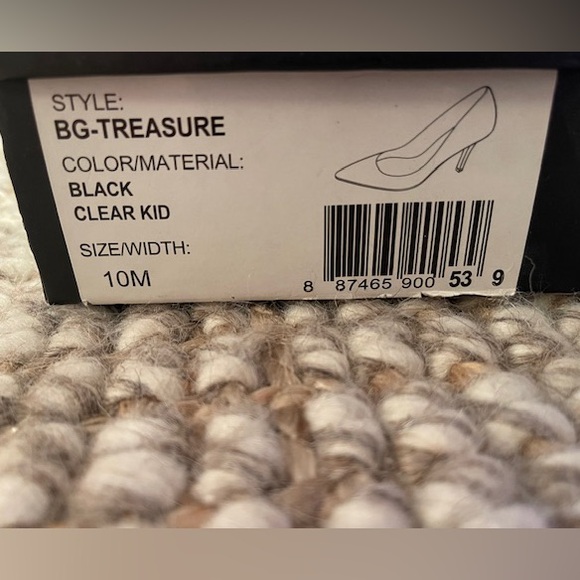 STYLE:
BG-TREASURE
COLOR/MATERIAL:
BLACK
CLEAR KID
SIZE/WIDTH:
10M
8 87465 900 53 9